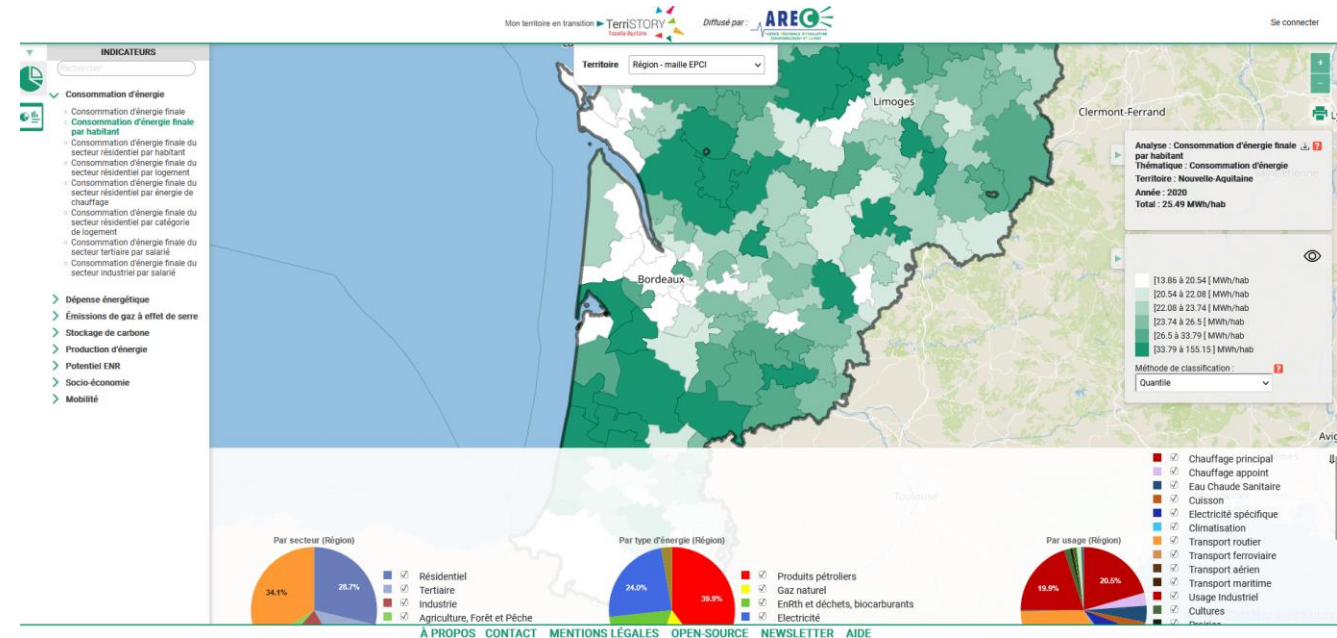 Mon territoire en transition ► TerriSTORY
Nouvelle-Aquitaine
Diffusé par :
AREC
AGENCE RÉGIONALE D'ÉVALUATION
ENVIRONNEMENT ET CLIMAT
Se connecter
INDICATEURS
Rechercher
Consommation d'énergie
Consommation d'énergie finale
Consommation d'énergie finale
par habitant
Consommation d'énergie finale du
secteur résidentiel par habitant
Consommation d'énergie finale du
secteur résidentiel par logement
Consommation d'énergie finale du
secteur résidentiel par énergie de
chauffage
Consommation d'énergie finale du
secteur résidentiel par catégorie
de logement
Consommation d'énergie finale du
secteur tertiaire par salarié
Consommation d'énergie finale du
secteur industriel par salarié
Dépense énergétique
Émissions de gaz à effet de serre
Stockage de carbone
Production d'énergie
Potentiel ENR
Socio-économie
Mobilité
Territoire
Région - maille EPCI
Limoges
Clermont-Ferrand
Bordeaux
Toulouse
+
−
Analyse : Consommation d'énergie finale ?
par habitant
Thématique : Consommation d'énergie
Territoire : Nouvelle-Aquitaine
Année : 2020
Total : 25.49 MWh/hab
[13.86 à 20.54 [ MWh/hab
[20.54 à 22.08 [ MWh/hab
[22.08 à 23.74 [ MWh/hab
[23.74 à 26.5 [ MWh/hab
[26.5 à 33.79 [ MWh/hab
[33.79 à 155.15 ] MWh/hab
Méthode de classification : ?
Quantile
Par secteur (Région)
34.1%
28.7%
Résidentiel
Tertiaire
Industrie
Agriculture, Forêt et Pêche
Par type d'énergie (Région)
24.0%
39.9%
Produits pétroliers
Gaz naturel
EnRth et déchets, biocarburants
Electricité
Par usage (Région)
19.9%
20.5%
Chauffage principal
Chauffage appoint
Eau Chaude Sanitaire
Cuisson
Electricité spécifique
Climatisation
Transport routier
Transport ferroviaire
Transport aérien
Transport maritime
Usage Industriel
Cultures
Prairies
À PROPOS CONTACT MENTIONS LÉGALES OPEN-SOURCE NEWSLETTER AIDE